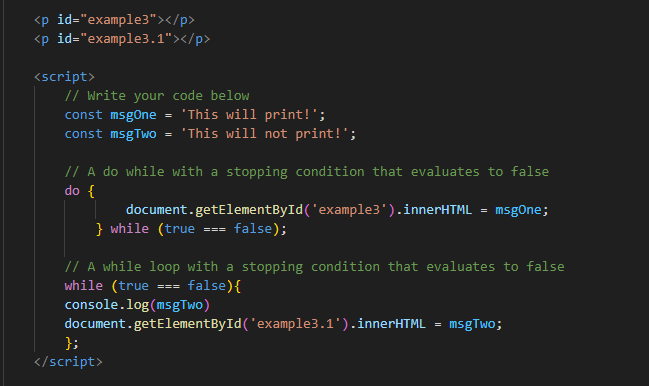 <p id="example3"></p>
<p id="example3.1"></p>
<script>
// Write your code below
const msgOne = 'This will print!';
const msgTwo = 'This will not print!';
// A do while with a stopping condition that evaluates to false
do {
document.getElementById('example3').innerHTML = msgOne;
} while (true === false);
// A while loop with a stopping condition that evaluates to false
while (true === false){
console.log(msgTwo)
document.getElementById('example3.1').innerHTML = msgTwo;
};
</script>